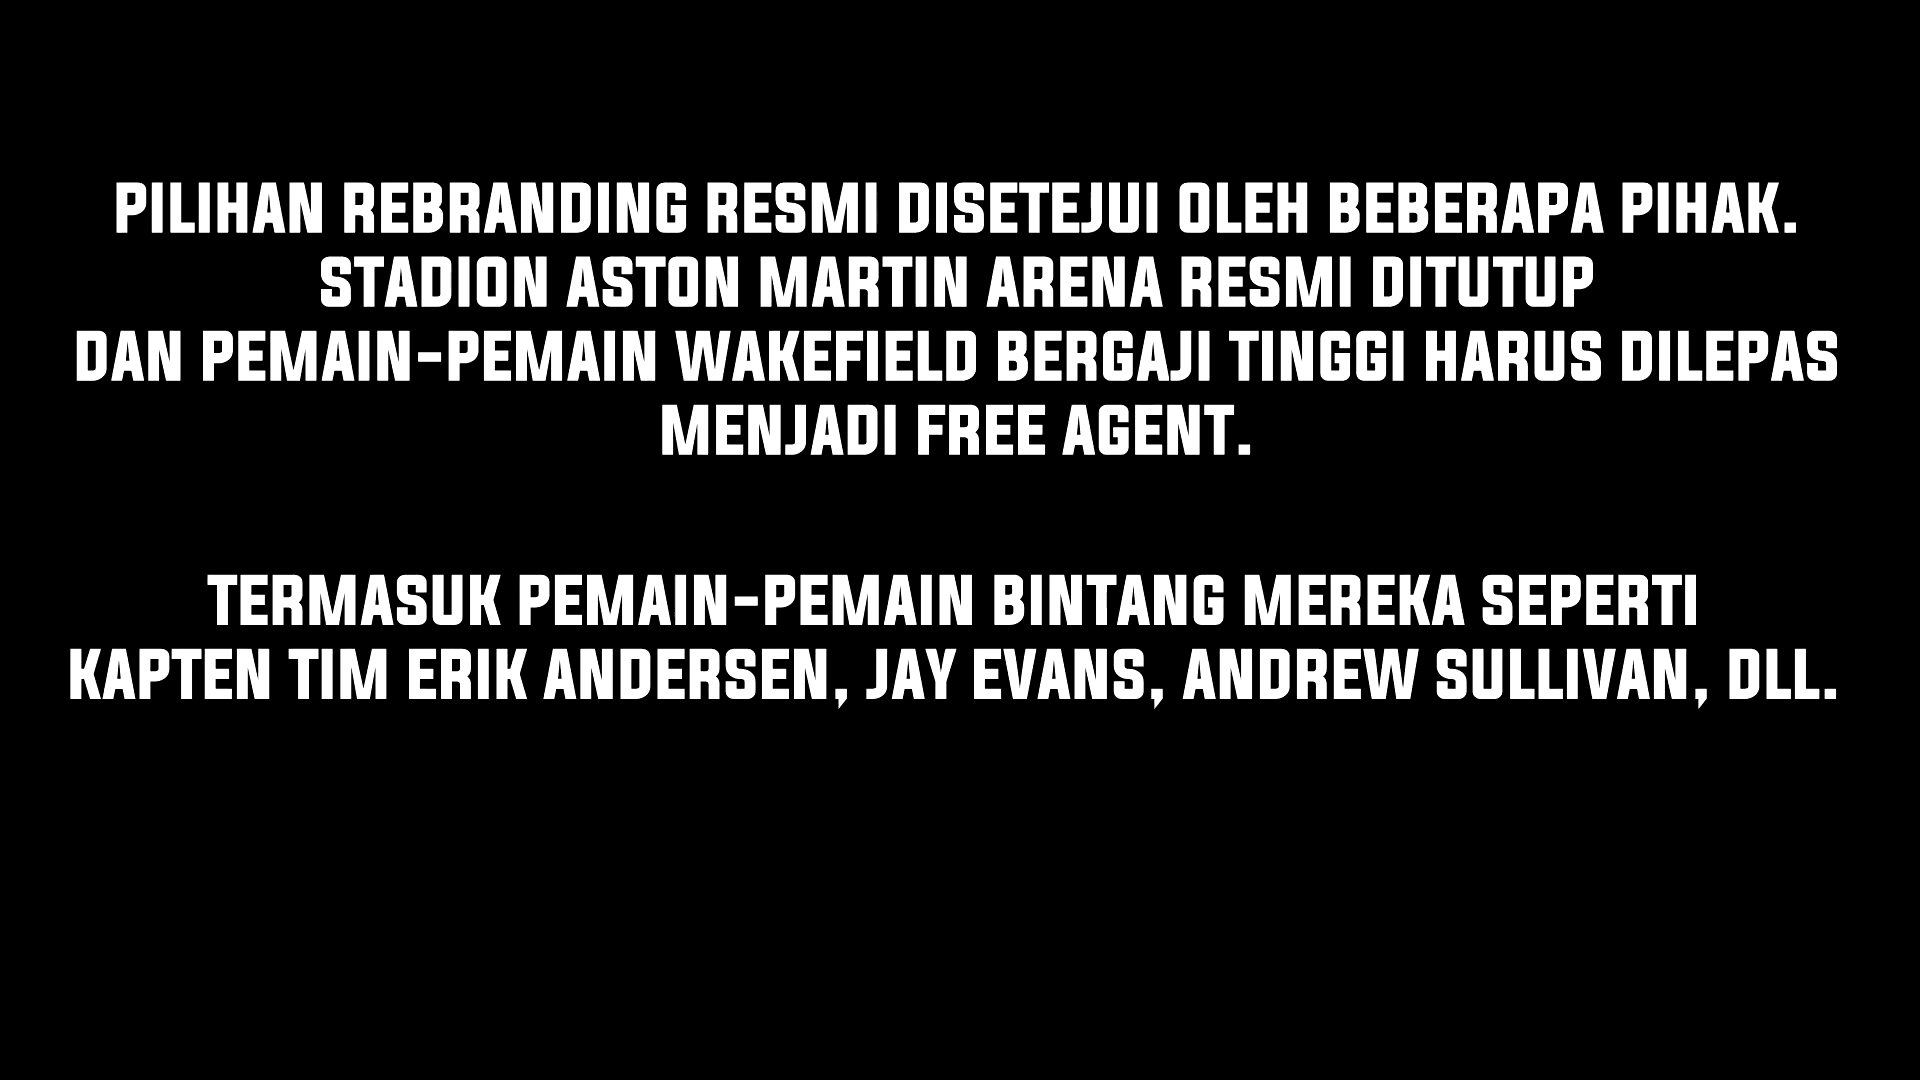 PILIHAN REBRANDING RESMI DISETEJUI OLEH BEBERAPA PIHAK.
STADION ASTON MARTIN ARENA RESMI DITUTUP
DAN PEMAIN-PEMAIN WAKEFIELD BERGAJI TINGGI HARUS DILEPAS
MENJADI FREE AGENT.
TERMASUK PEMAIN-PEMAIN BINTANG MEREKA SEPERTI
KAPTEN TIM ERIK ANDERSEN, JAY EVANS, ANDREW SULLIVAN, DLL.